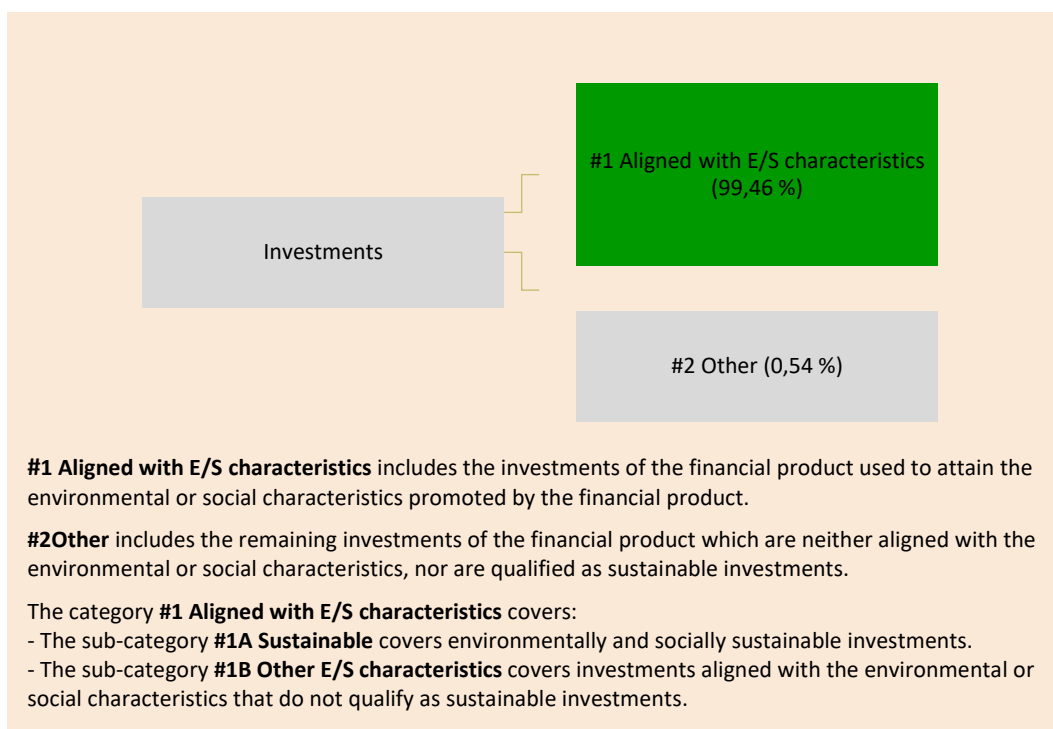 #1 Aligned with E/S characteristics
(99,46 %)
Investments
#2 Other (0,54 %)
#1 Aligned with E/S characteristics includes the investments of the financial product used to attain the
environmental or social characteristics promoted by the financial product.
#2Other includes the remaining investments of the financial product which are neither aligned with the
environmental or social characteristics, nor are qualified as sustainable investments.
The category #1 Aligned with E/S characteristics covers:
- The sub-category #1A Sustainable covers environmentally and socially sustainable investments.
- The sub-category #1B Other E/S characteristics covers investments aligned with the environmental or
social characteristics that do not qualify as sustainable investments.